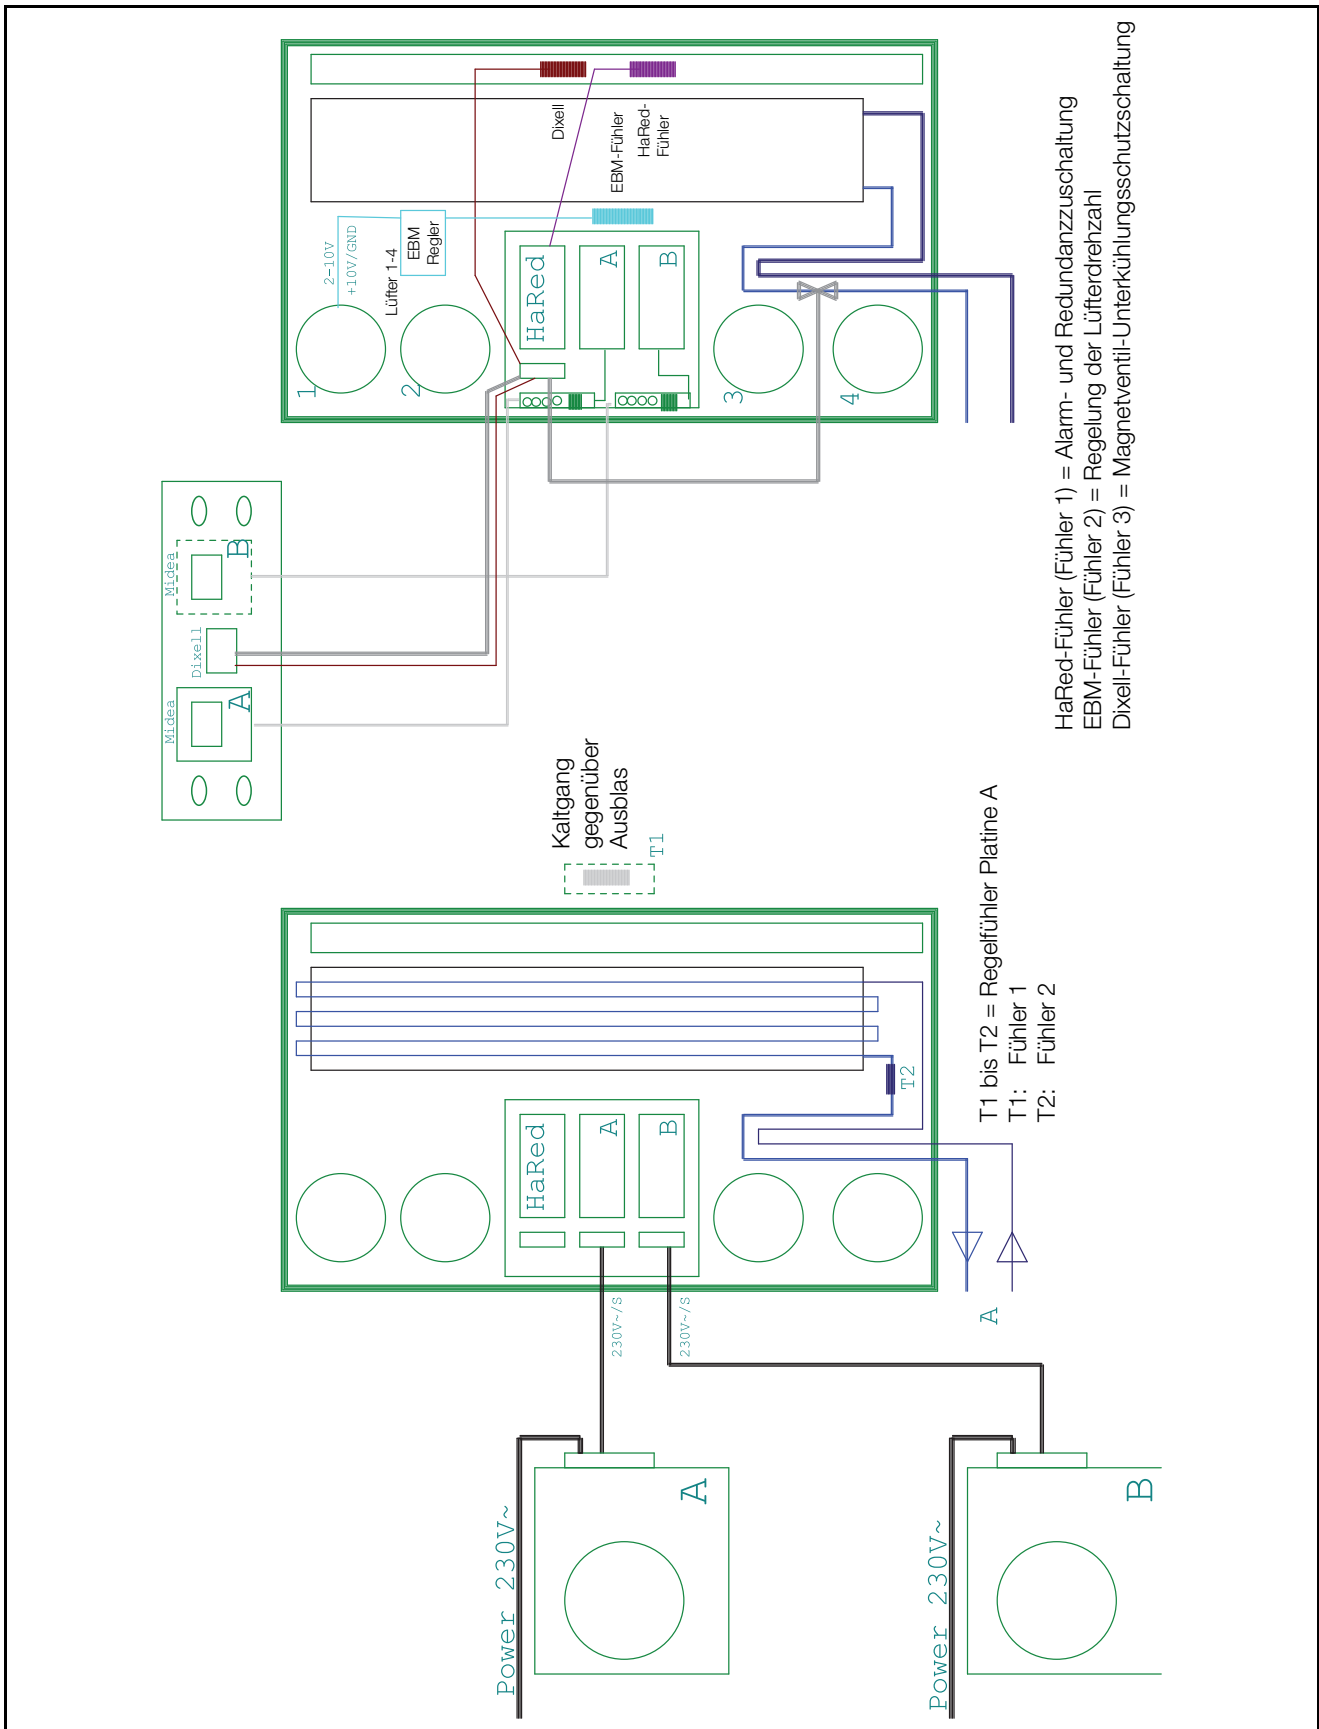 Power 230V~
A
Power 230V~
B
230V~/S
230V~/S
HaRed
A
B
T2
A
T1 bis T2 = Regelfühler Platine A
T1: Fühler 1
T2: Fühler 2
Kaltgang
gegenüber
Ausblas
T1
Midea
A
Dixell
Midea
B
1
2
3
4
2-10V
+10V/GND
Lüfter 1-4
EBM
Regler
HaRed
A
B
Dixell
EBM-Fühler
HaRed-
Fühler
HaRed-Fühler (Fühler 1) = Alarm- und Redundanzzuschaltung
EBM-Fühler (Fühler 2) = Regelung der Lüfterdrehzahl
Dixell-Fühler (Fühler 3) = Magnetventil-Unterkühlungsschutzschaltung